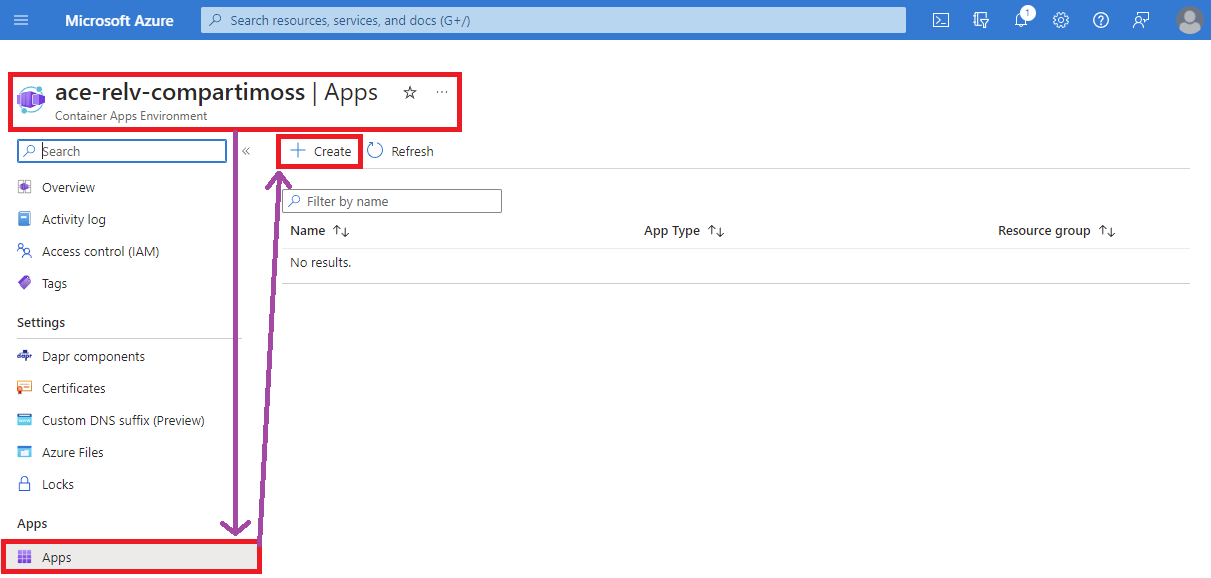 Microsoft Azure
Search resources, services, and docs (G+/)
1
ace-relv-compartimoss | Apps
Container Apps Environment
Search
Overview
Activity log
Access control (IAM)
Tags
Settings
dapr Dapr components
Certificates
Custom DNS suffix (Preview)
Azure Files
Locks
Apps
Apps
Create
Refresh
Filter by name
Name App Type Resource group
No results.